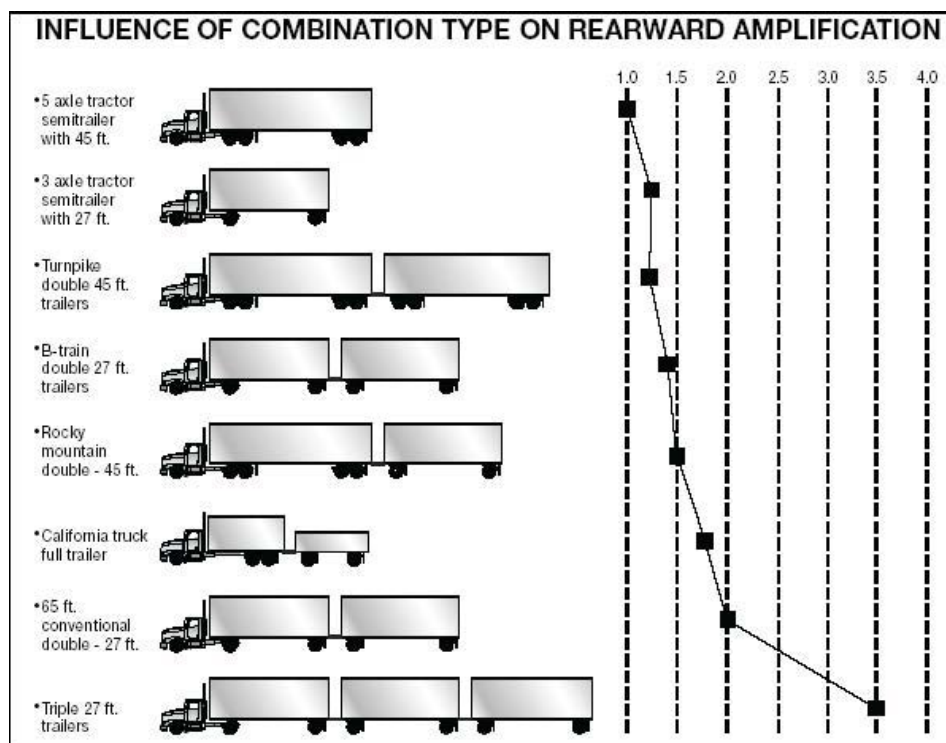 INFLUENCE OF COMBINATION TYPE ON REARWARD AMPLIFICATION
1.0 1.5 2.0 2.5 3.0 3.5 4.0
•5 axle tractor
semitrailer
with 45 ft.
•3 axle tractor
semitrailer
with 27 ft.
•Turnpike
double 45 ft.
trailers
•B-train
double 27 ft.
trailers
•Rocky
mountain
double - 45 ft.
•California truck
full trailer
•65 ft.
conventional
double - 27 ft.
•Triple 27 ft.
trailers